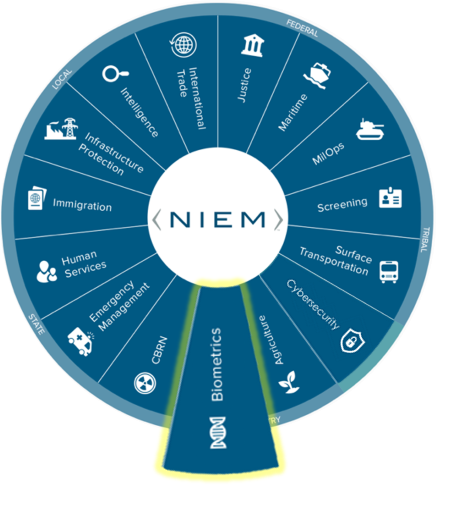 FEDERAL
LOCAL
TRIBAL
STATE
RY
NIEM
Justice
Maritime
MilOps
Screening
Surface
Transportation
Cybersecurity
Agriculture
Biometrics
CBRN
Emergency
Management
Human
Services
Immigration
Infrastructure
Protection
Intelligence
International
Trade